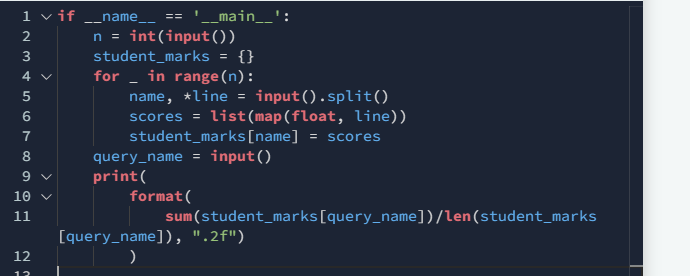 1 if __name__ == '__main__':
2     n = int(input())
3     student_marks = {}
4     for _ in range(n):
5         name, *line = input().split()
6         scores = list(map(float, line))
7         student_marks[name] = scores
8     query_name = input()
9     print(
10         format(
11             sum(student_marks[query_name])/len(student_marks
[query_name]), ".2f")
12         )
13